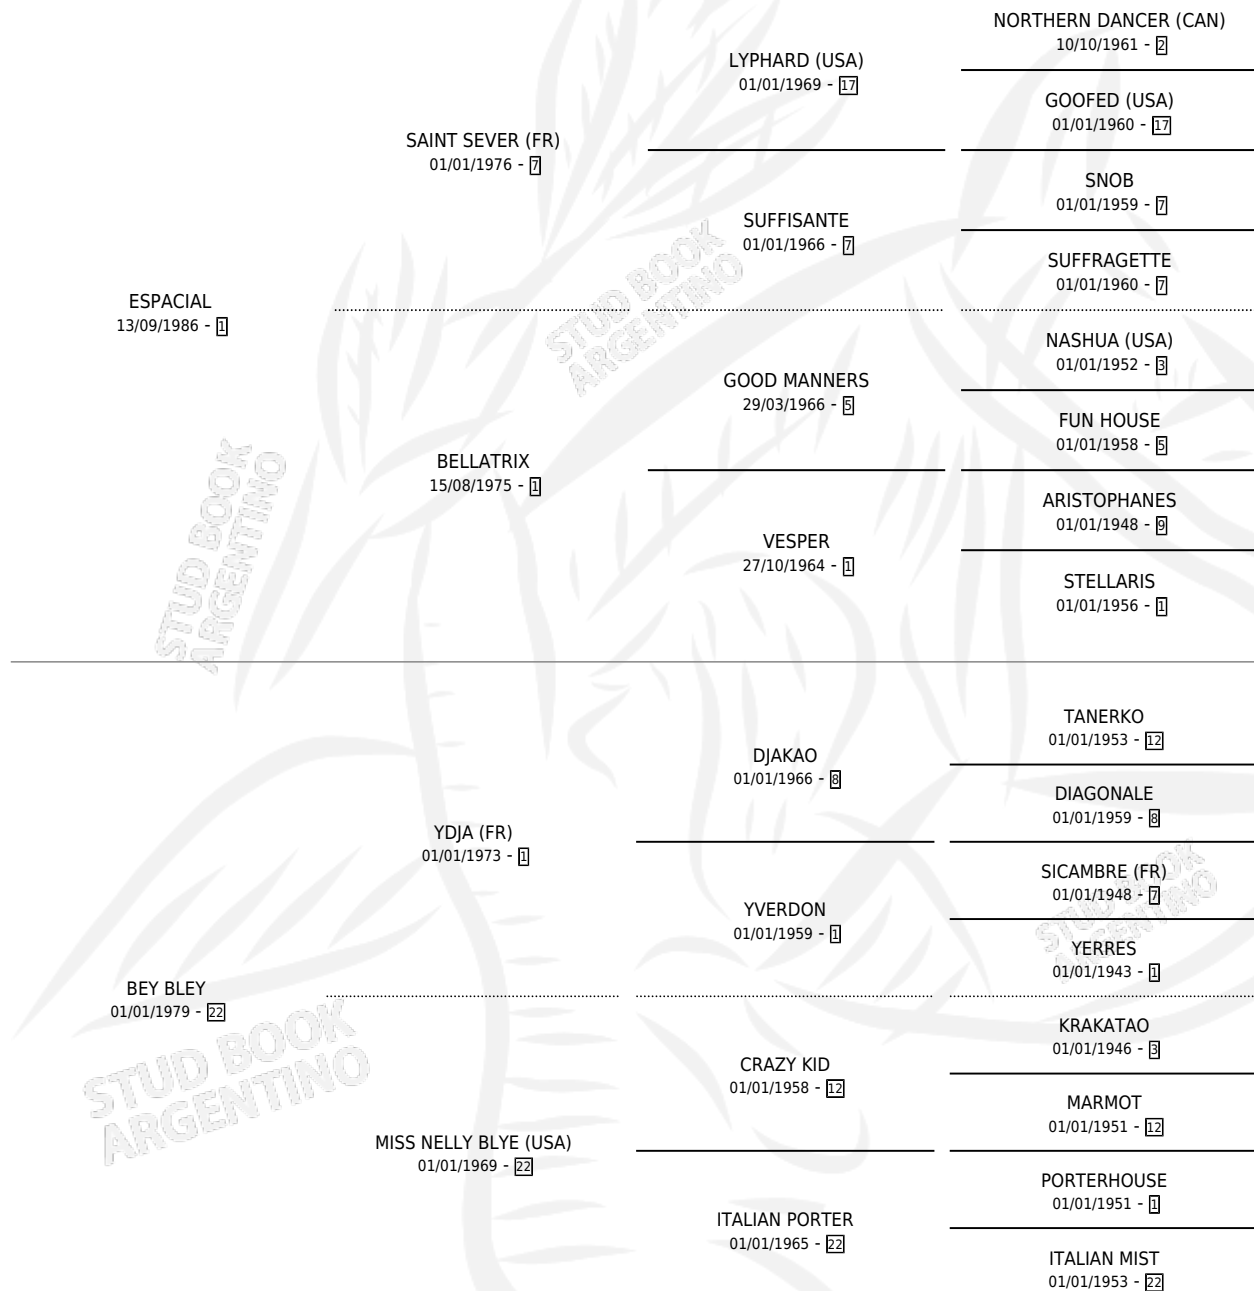 NORTHERN DANCER (CAN)
10/10/1961 - 2
LYPHARD (USA)
01/01/1969 - 17
GOOFED (USA)
01/01/1960 - 17
SAINT SEVER (FR)
01/01/1976 - 7
SNOB
01/01/1959 - 7
SUFFISANTE
01/01/1966 - 7
SUFFRAGETTE
01/01/1960 - 7
ESPACIAL
13/09/1986 - 1
STUD BOOK
ARGENTINO
NASHUA (USA)
01/01/1952 - 3
GOOD MANNERS
29/03/1966 - 5
FUN HOUSE
01/01/1958 - 5
BELLATRIX
15/08/1975 - 1
ARISTOPHANES
01/01/1948 - 9
VESPER
27/10/1964 - 1
STELLARIS
01/01/1956 - 1
STUD BOOK
ARGENTINO
TANERKO
01/01/1953 - 12
DJAKAO
01/01/1966 - 8
DIAGONALE
01/01/1959 - 8
YDJA (FR)
01/01/1973 - 1
SICAMBRE (FR)
01/01/1948 - 7
YVERDON
01/01/1959 - 1
STUD BOOK
ARGENTINO
YERRES
01/01/1943 - 1
BEY BLEY
01/01/1979 - 22
KRAKATAO
01/01/1946 - 3
CRAZY KID
01/01/1958 - 12
MARMOT
01/01/1951 - 12
STUD BOOK
ARGENTINO
MISS NELLY BLYE (USA)
01/01/1969 - 22
PORTERHOUSE
01/01/1951 - 1
ITALIAN PORTER
01/01/1965 - 22
ITALIAN MIST
01/01/1953 - 22